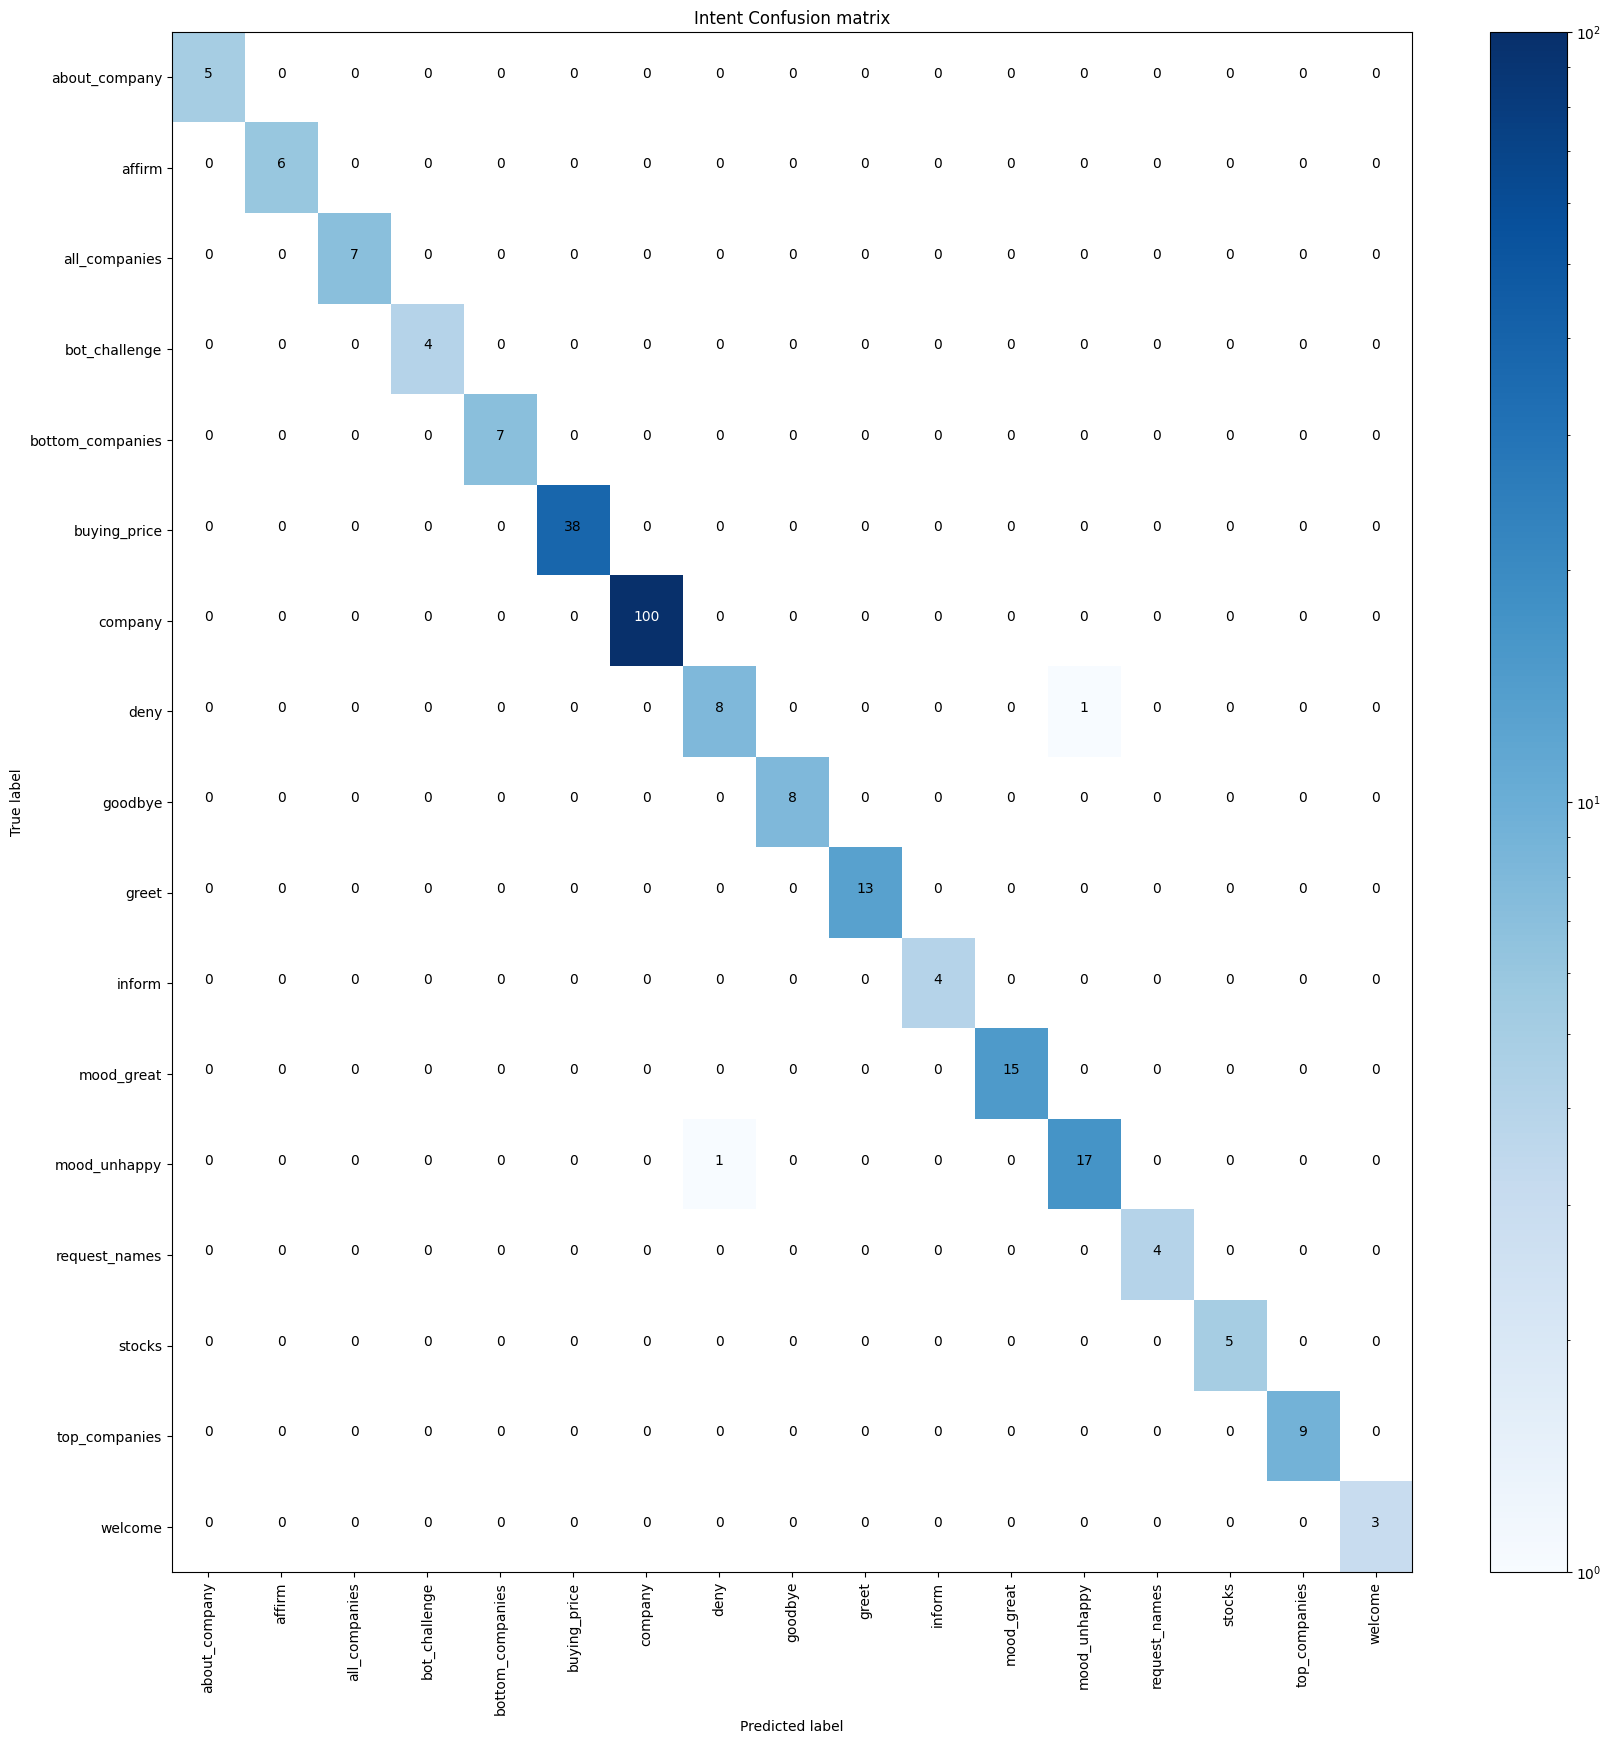 Intent Confusion matrix
about_company 5 0 0 0 0 0 0 0 0 0 0 0 0 0 0 0 0
affirm 0 6 0 0 0 0 0 0 0 0 0 0 0 0 0 0 0
all_companies 0 0 7 0 0 0 0 0 0 0 0 0 0 0 0 0 0
bot_challenge 0 0 0 4 0 0 0 0 0 0 0 0 0 0 0 0 0
bottom_companies 0 0 0 0 7 0 0 0 0 0 0 0 0 0 0 0 0
buying_price 0 0 0 0 0 38 0 0 0 0 0 0 0 0 0 0 0
company 0 0 0 0 0 0 100 0 0 0 0 0 0 0 0 0 0
deny 0 0 0 0 0 0 0 8 0 0 0 0 1 0 0 0 0
goodbye 0 0 0 0 0 0 0 0 8 0 0 0 0 0 0 0 0
greet 0 0 0 0 0 0 0 0 0 13 0 0 0 0 0 0 0
inform 0 0 0 0 0 0 0 0 0 0 4 0 0 0 0 0 0
mood_great 0 0 0 0 0 0 0 0 0 0 0 15 0 0 0 0 0
mood_unhappy 0 0 0 0 0 0 0 1 0 0 0 0 17 0 0 0 0
request_names 0 0 0 0 0 0 0 0 0 0 0 0 0 4 0 0 0
stocks 0 0 0 0 0 0 0 0 0 0 0 0 0 0 5 0 0
top_companies 0 0 0 0 0 0 0 0 0 0 0 0 0 0 0 9 0
welcome 0 0 0 0 0 0 0 0 0 0 0 0 0 0 0 0 3
True label
about_company
affirm
all_companies
bot_challenge
bottom_companies
buying_price
company
deny
goodbye
greet
inform
mood_great
mood_unhappy
request_names
stocks
top_companies
welcome
Predicted label
10²
10¹
10⁰